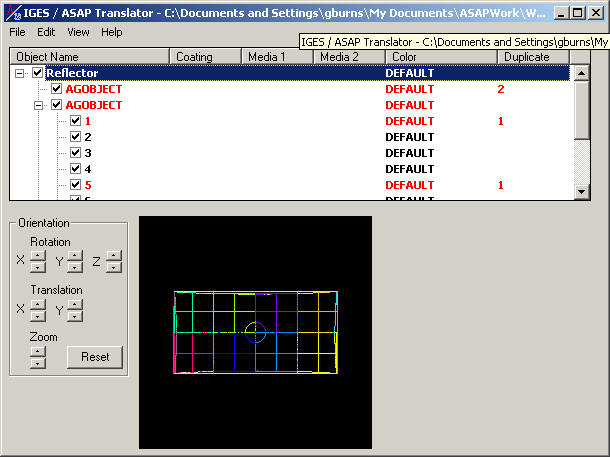 IGES / ASAP Translator - C:\Documents and Settings\gburns\My Documents\ASAPWork\W...
File Edit View Help
IGES / ASAP Translator - C:\Documents and Settings\gburns\My
Object Name Coating Media 1 Media 2 Color Duplicate
Reflector DEFAULT
AGOBJECT DEFAULT 2
AGOBJECT DEFAULT
1 DEFAULT 1
2 DEFAULT
3 DEFAULT
4 DEFAULT
5 DEFAULT 1
Orientation
Rotation
X Y Z
Translation
X Y
Zoom
Reset